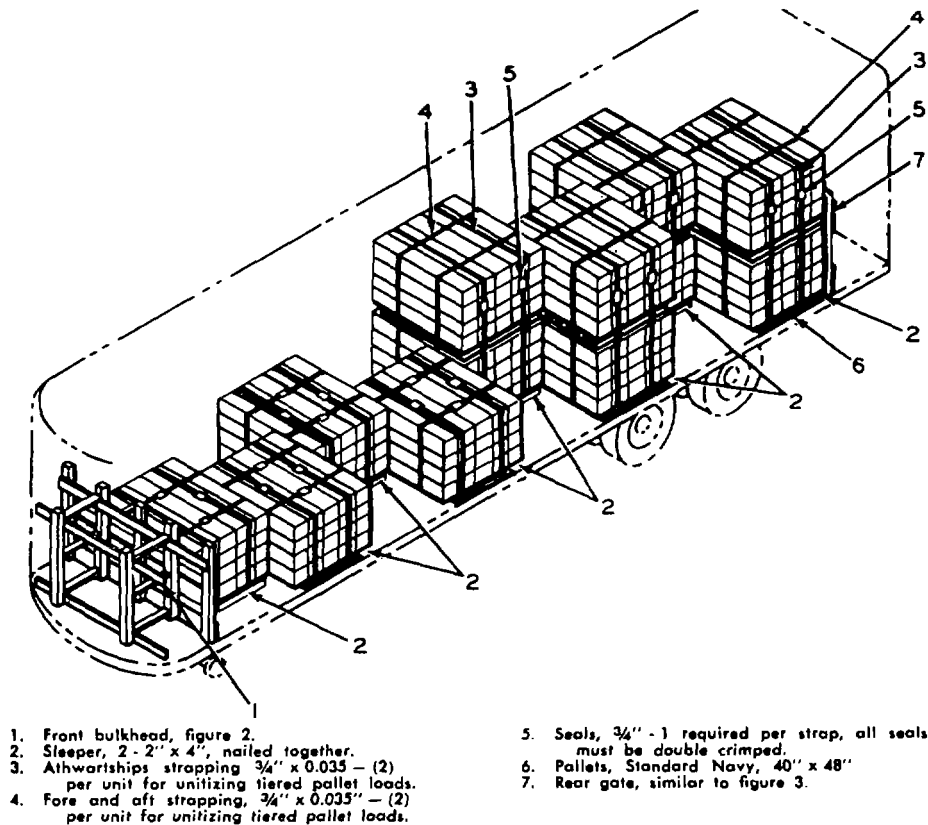 4
3
5
7
5
3
4
2
6
2
2
2
2
1
1. Front bulkhead, figure 2.
2. Sleeper, 2 - 2" x 4", nailed together.
3. Athwartships strapping ¾" x 0.035 — (2)
per unit for unitizing tiered pallet loads.
4. Fore and aft strapping, ¾" x 0.035" — (2)
per unit for unitizing tiered pallet loads.
5. Seals, ¾" - 1 required per strap, all seals
must be double crimped.
6. Pallets, Standard Navy, 40" x 48"
7. Rear gate, similar to figure 3.